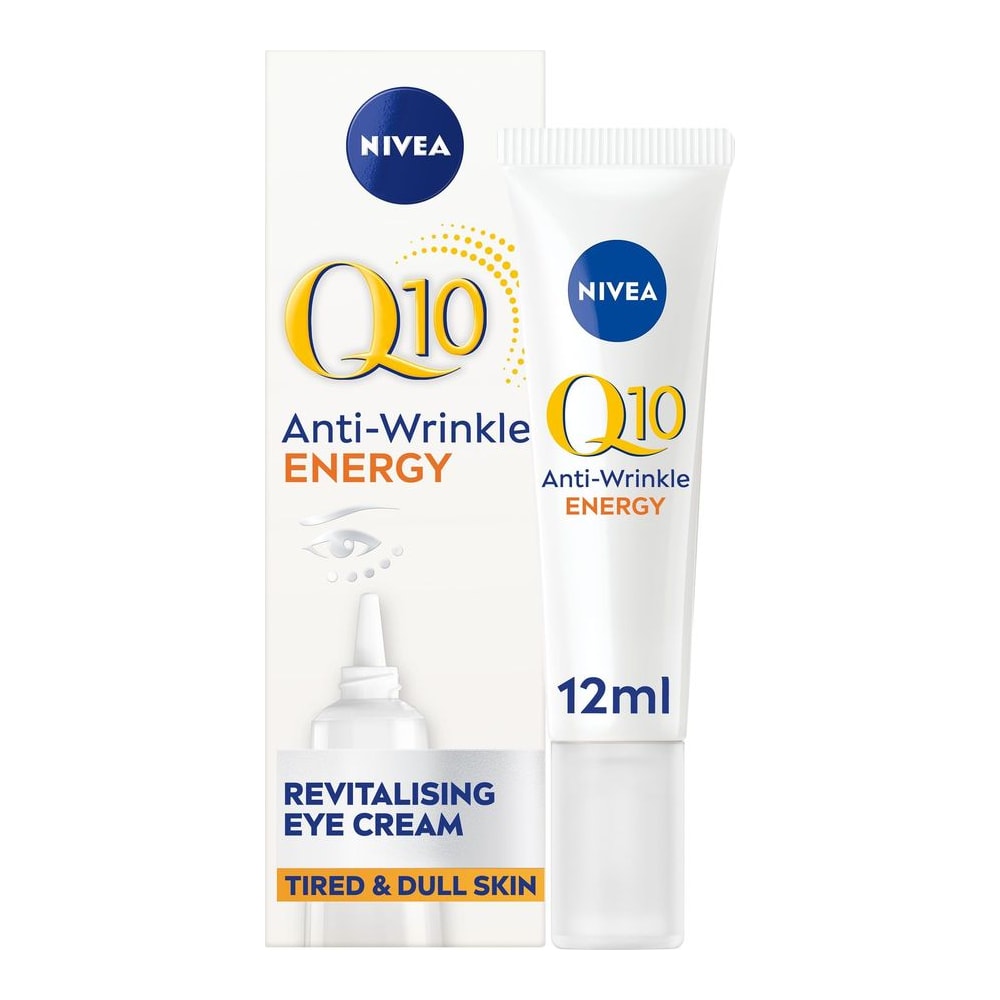 NIVEA
Q10
Anti-Wrinkle
ENERGY
REVITALISING
EYE CREAM
TIRED & DULL SKIN
NIVEA
Q10
Anti-Wrinkle
ENERGY
12ml